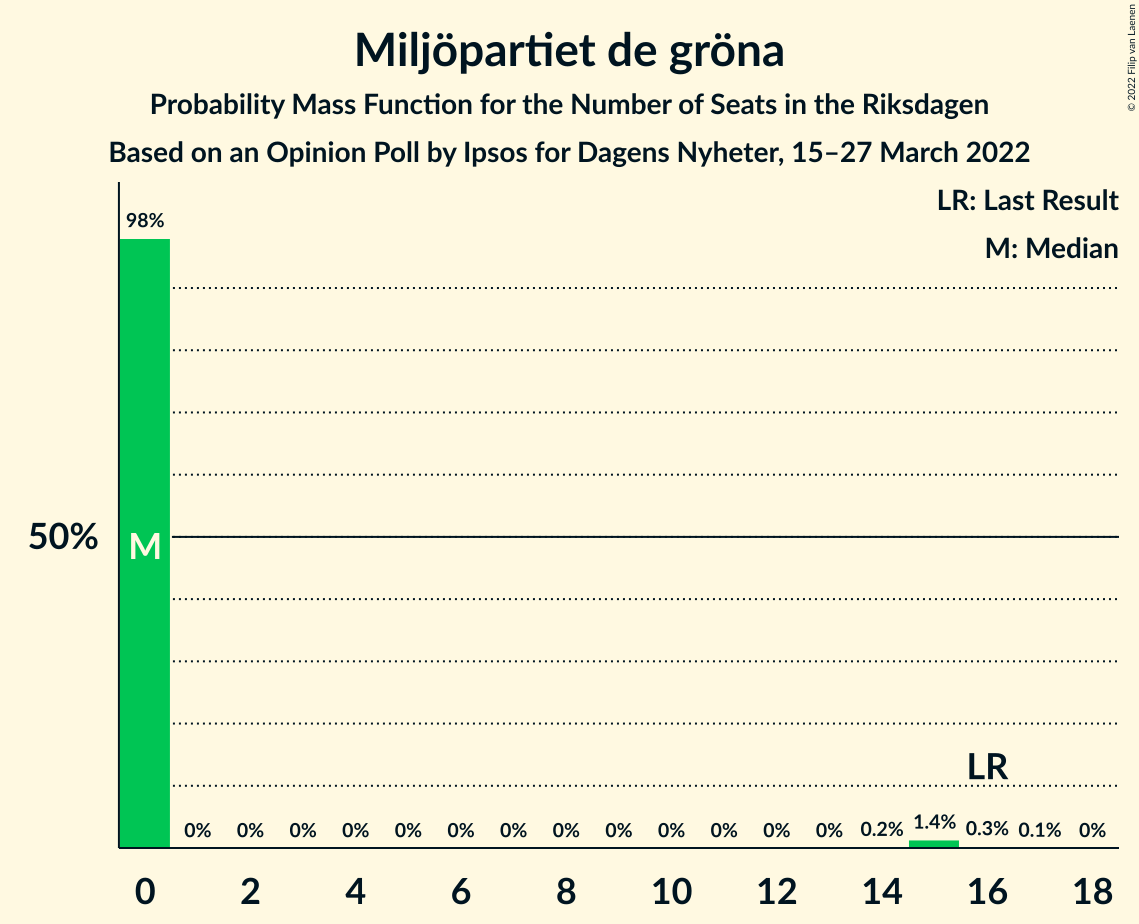 Miljöpartiet de gröna
Probability Mass Function for the Number of Seats in the Riksdagen
Based on an Opinion Poll by Ipsos for Dagens Nyheter, 15–27 March 2022
© 2022 Filip van Laenen
LR: Last Result
M: Median
98%
50%
M
LR
0% 0% 0% 0% 0% 0% 0% 0% 0% 0% 0% 0% 0% 0.2% 1.4% 0.3% 0.1% 0%
0 2 4 6 8 10 12 14 16 18